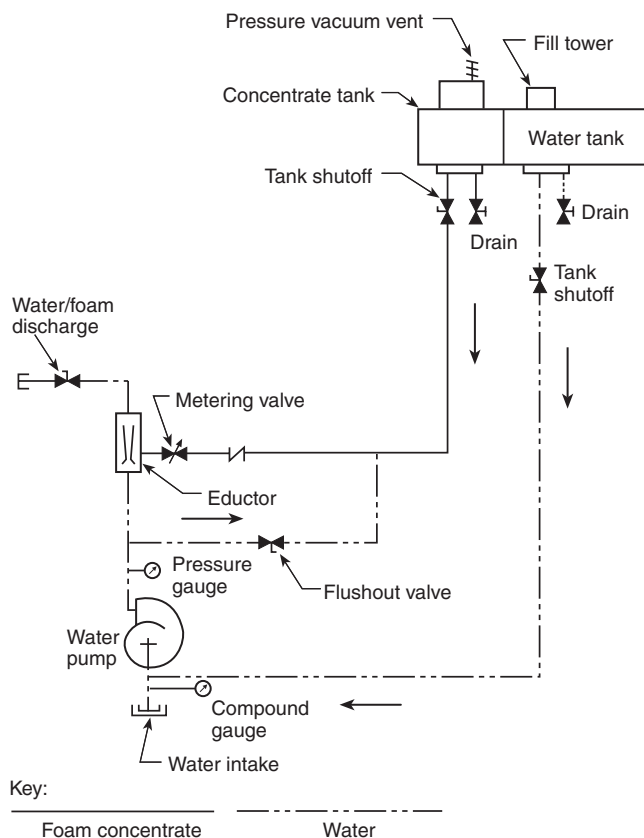 Pressure vacuum vent
Fill tower
Concentrate tank
Water tank
Tank shutoff
Drain
Drain
Tank
shutoff
Water/foam
discharge
Metering valve
Eductor
Pressure
gauge
Flushout valve
Water
pump
Compound
gauge
Water intake
Key:
Foam concentrate
Water